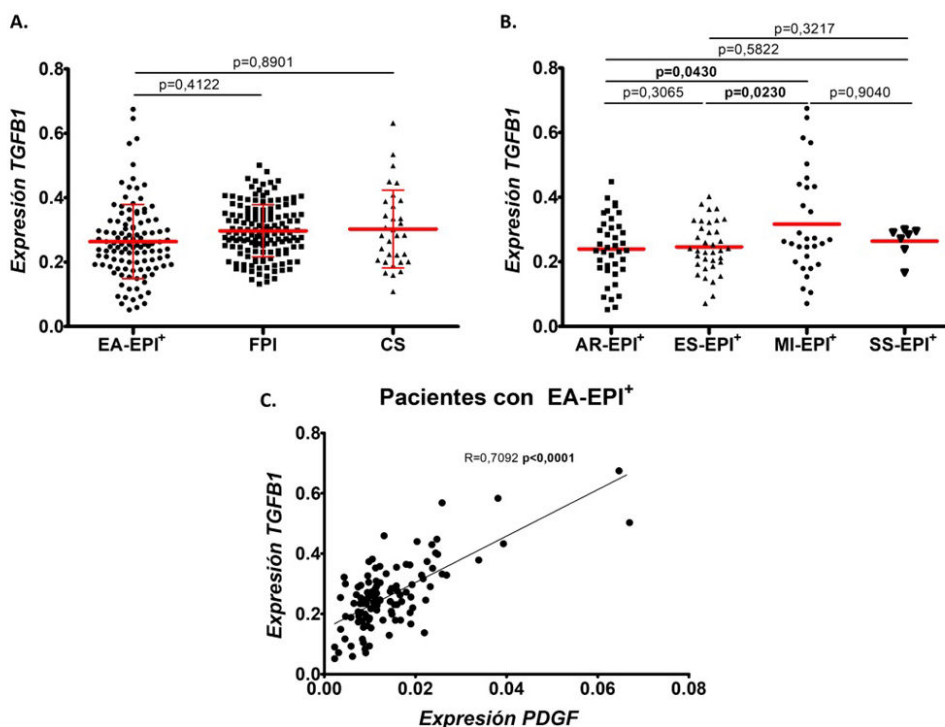 A.
p=0,8901
p=0,4122
Expresión TGFB1
0.8
0.6
0.4
0.2
0.0
EA-EPI⁺ FPI CS
B.
p=0,3217
p=0,5822
p=0,0430
p=0,3065 p=0,0230 p=0,9040
Expresión TGFB1
0.8
0.6
0.4
0.2
0.0
AR-EPI⁺ ES-EPI⁺ MI-EPI⁺ SS-EPI⁺
C. Pacientes con EA-EPI⁺
R=0,7092 p<0,0001
Expresión TGFB1
0.8
0.6
0.4
0.2
0.0
0.00 0.02 0.04 0.06 0.08
Expresión PDGF